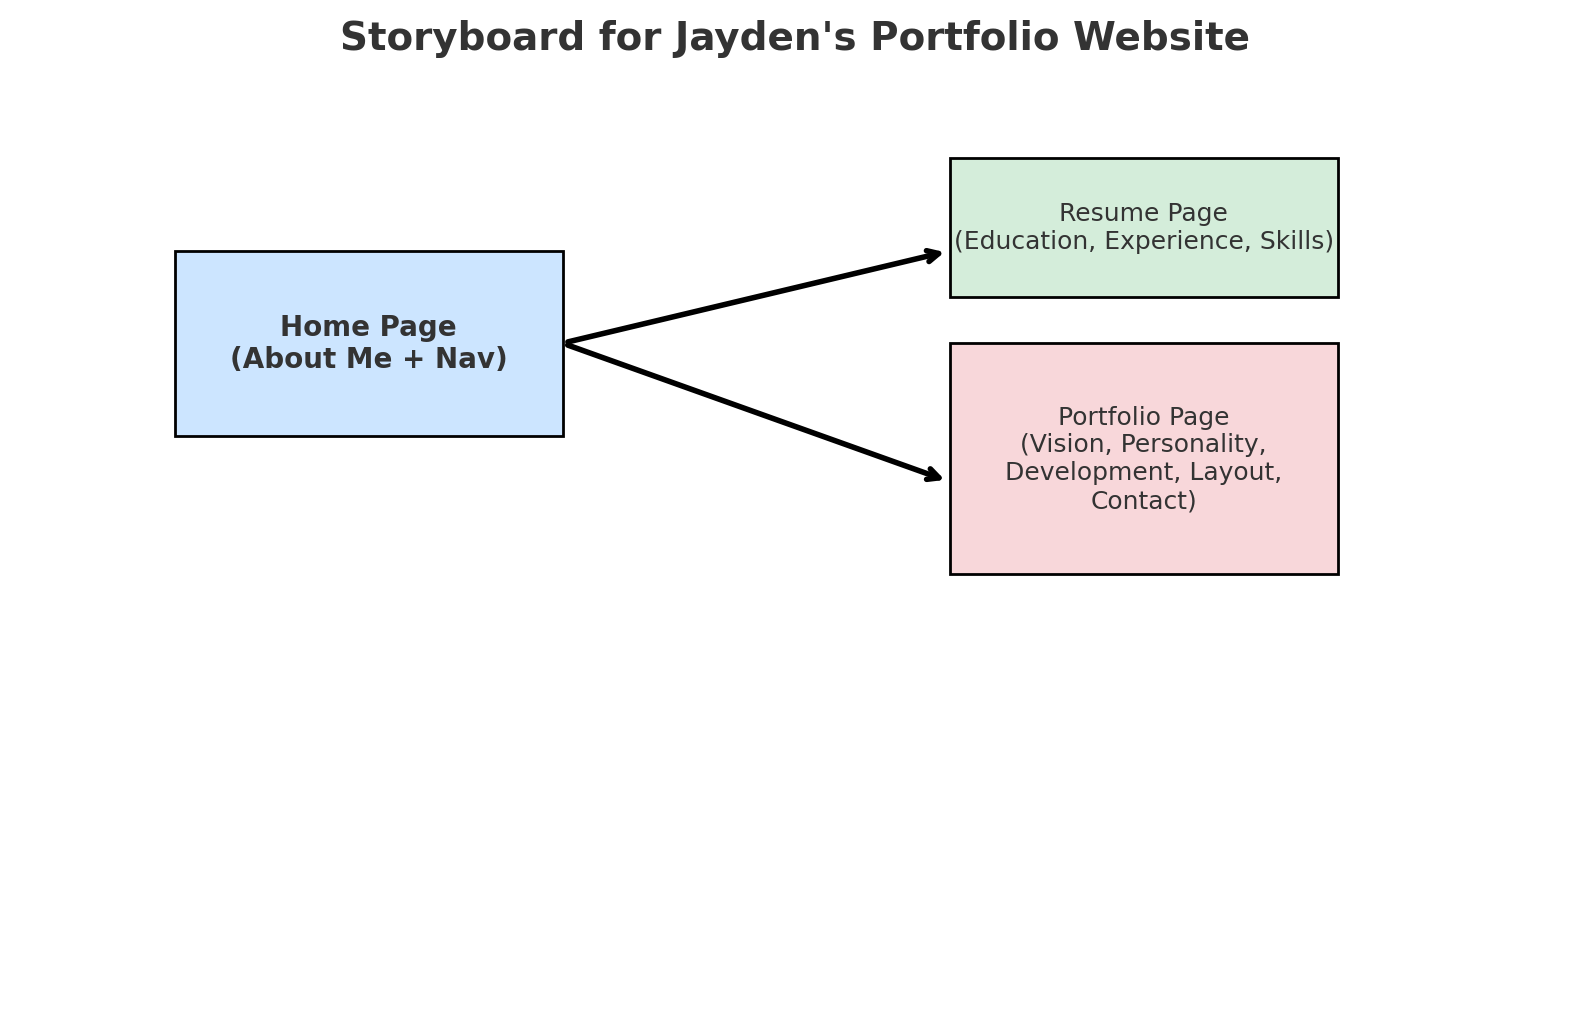 Storyboard for Jayden's Portfolio Website
Home Page
(About Me + Nav)
Resume Page
(Education, Experience, Skills)
Portfolio Page
(Vision, Personality,
Development, Layout,
Contact)